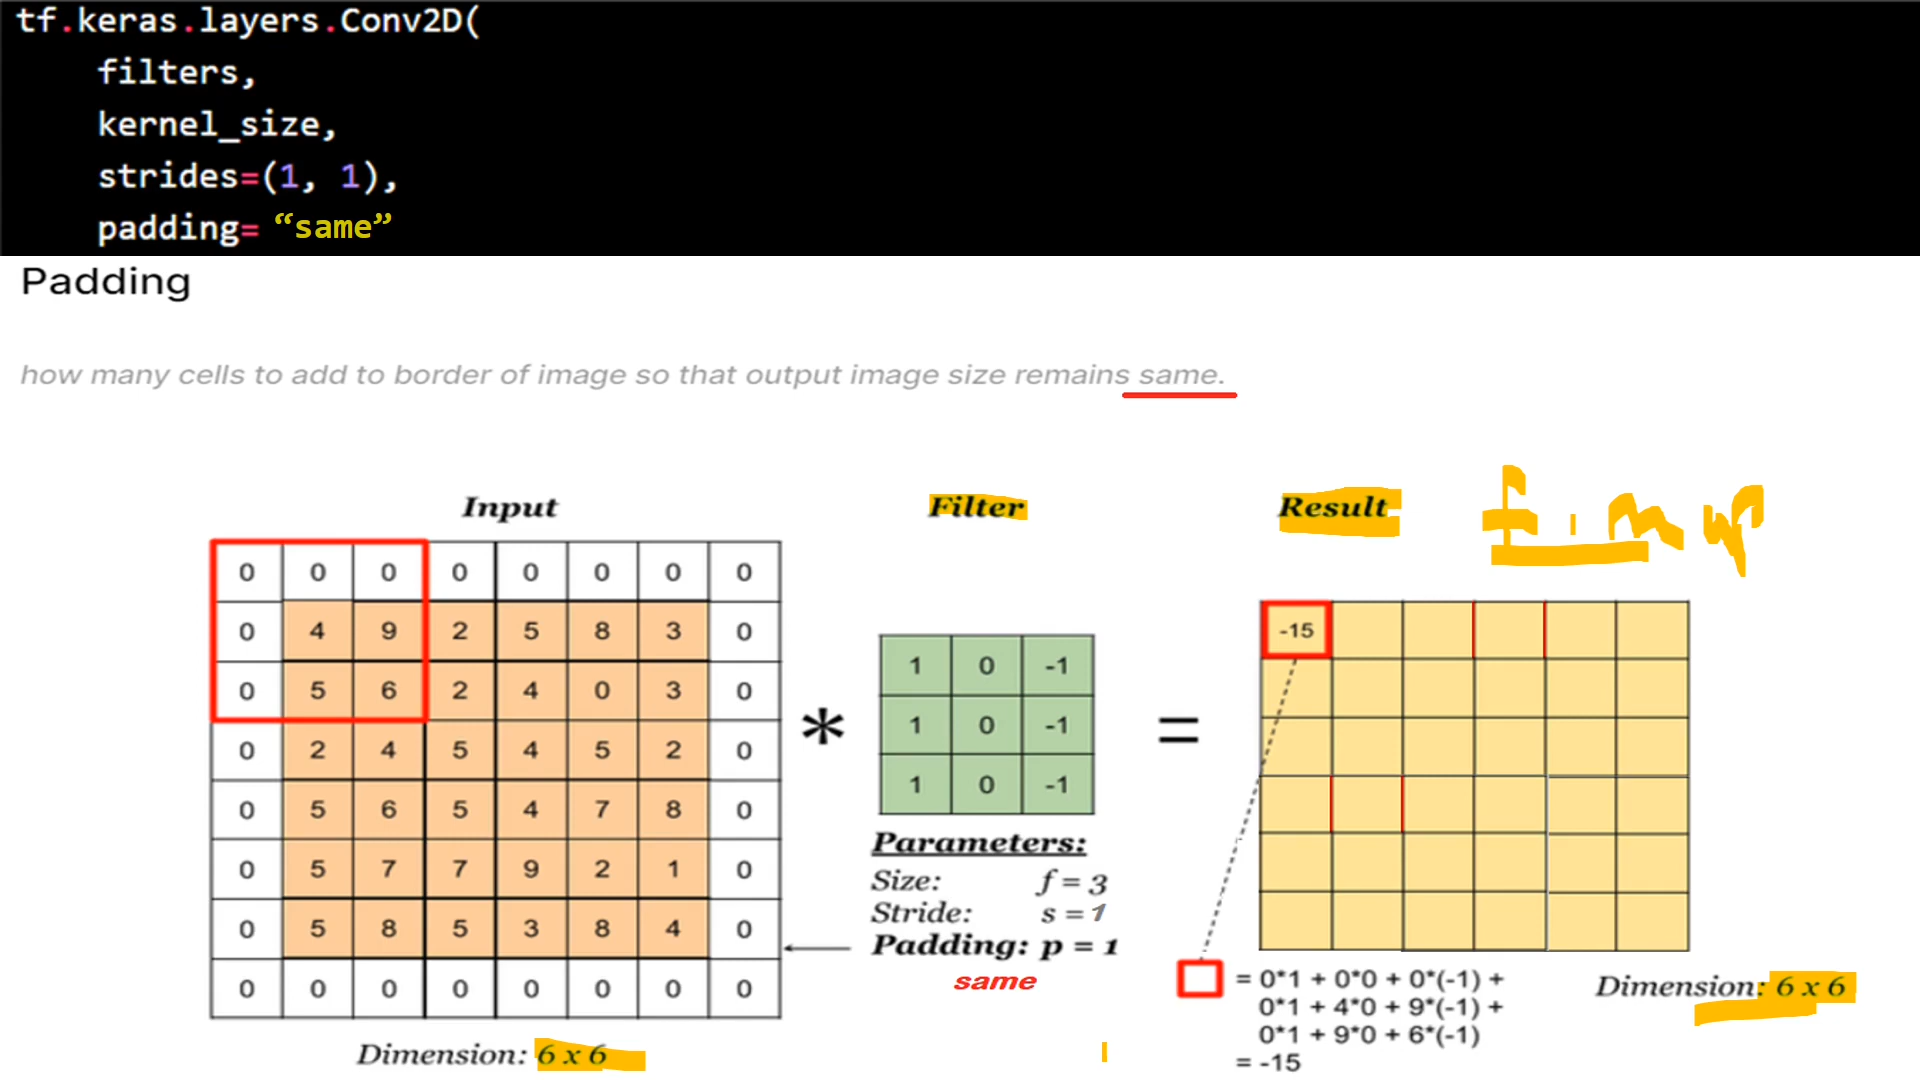 tf.keras.layers.Conv2D(
filters,
kernel_size,
strides=(1, 1),
padding= “same”
Padding
how many cells to add to border of image so that output image size remains same.
Input
Filter
Result
0 0 0 0 0 0 0 0
0 4 9 2 5 8 3 0
0 5 6 2 4 0 3 0
0 2 4 5 4 5 2 0
0 5 6 5 4 7 8 0
0 5 7 7 9 2 1 0
0 5 8 5 3 8 4 0
0 0 0 0 0 0 0 0
Dimension: 6 x 6
*
1 0 -1
1 0 -1
1 0 -1
Parameters:
Size: f = 3
Stride: s = 1
Padding: p = 1
same
=
-15
= 0*1 + 0*0 + 0*(-1) +
0*1 + 4*0 + 9*(-1) +
0*1 + 9*0 + 6*(-1)
= -15
Dimension: 6 x 6